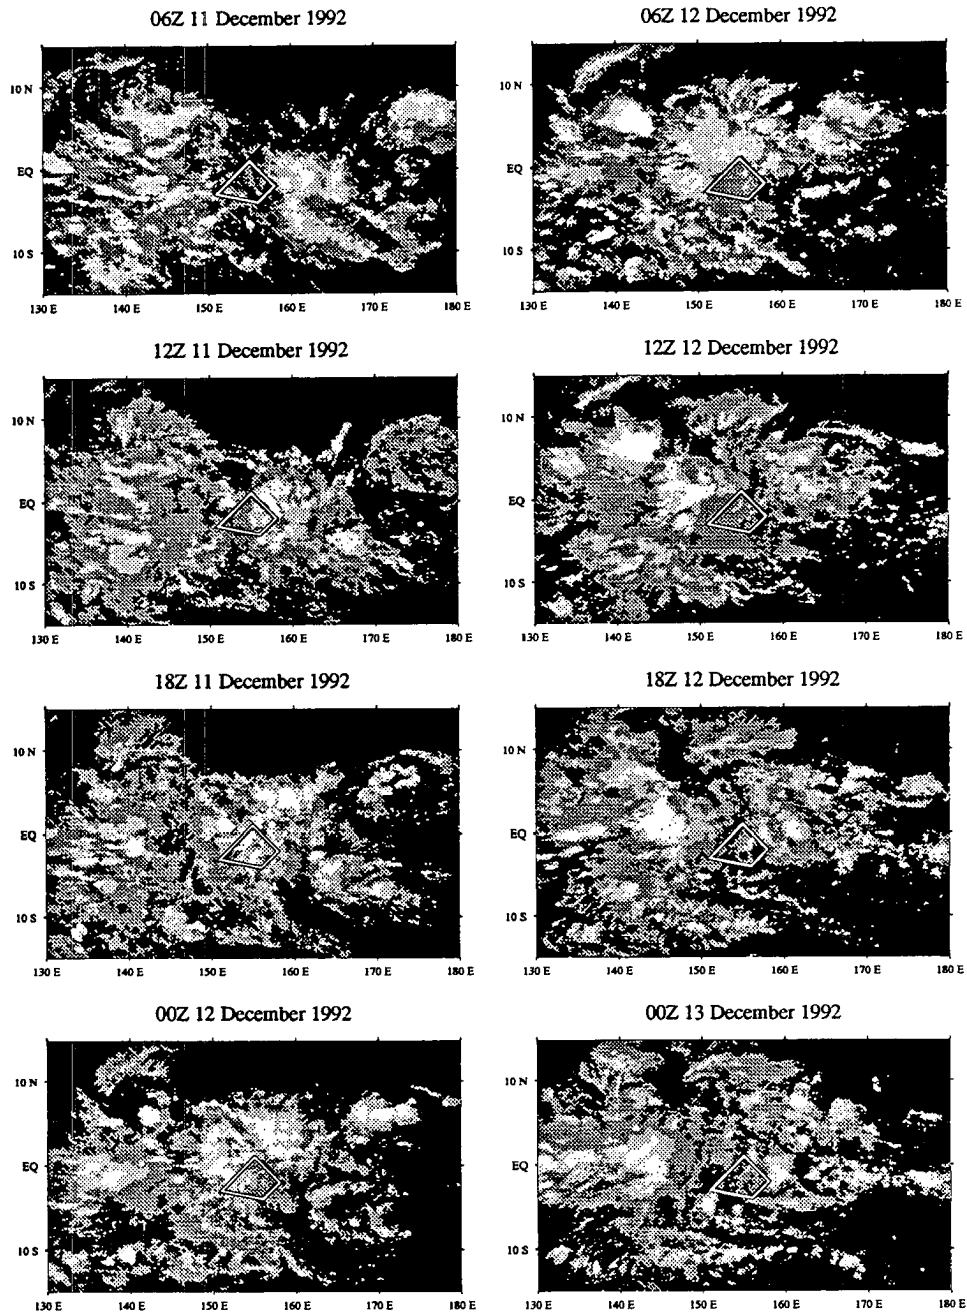 06Z 11 December 1992
10 N
EQ
10 S
130 E 140 E 150 E 160 E 170 E 180 E
06Z 12 December 1992
10 N
EQ
10 S
130 E 140 E 150 E 160 E 170 E 180 E
12Z 11 December 1992
10 N
EQ
10 S
130 E 140 E 150 E 160 E 170 E 180 E
12Z 12 December 1992
10 N
EQ
10 S
130 E 140 E 150 E 160 E 170 E 180 E
18Z 11 December 1992
10 N
EQ
10 S
130 E 140 E 150 E 160 E 170 E 180 E
18Z 12 December 1992
10 N
EQ
10 S
130 E 140 E 150 E 160 E 170 E 180 E
00Z 12 December 1992
10 N
EQ
10 S
130 E 140 E 150 E 160 E 170 E 180 E
00Z 13 December 1992
10 N
EQ
10 S
130 E 140 E 150 E 160 E 170 E 180 E